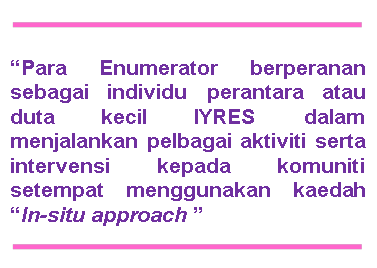 “Para Enumerator berperanan
sebagai individu perantara atau
duta kecil IYRES dalam
menjalankan pelbagai aktiviti serta
intervensi kepada komuniti
setempat menggunakan kaedah
“In-situ approach ”